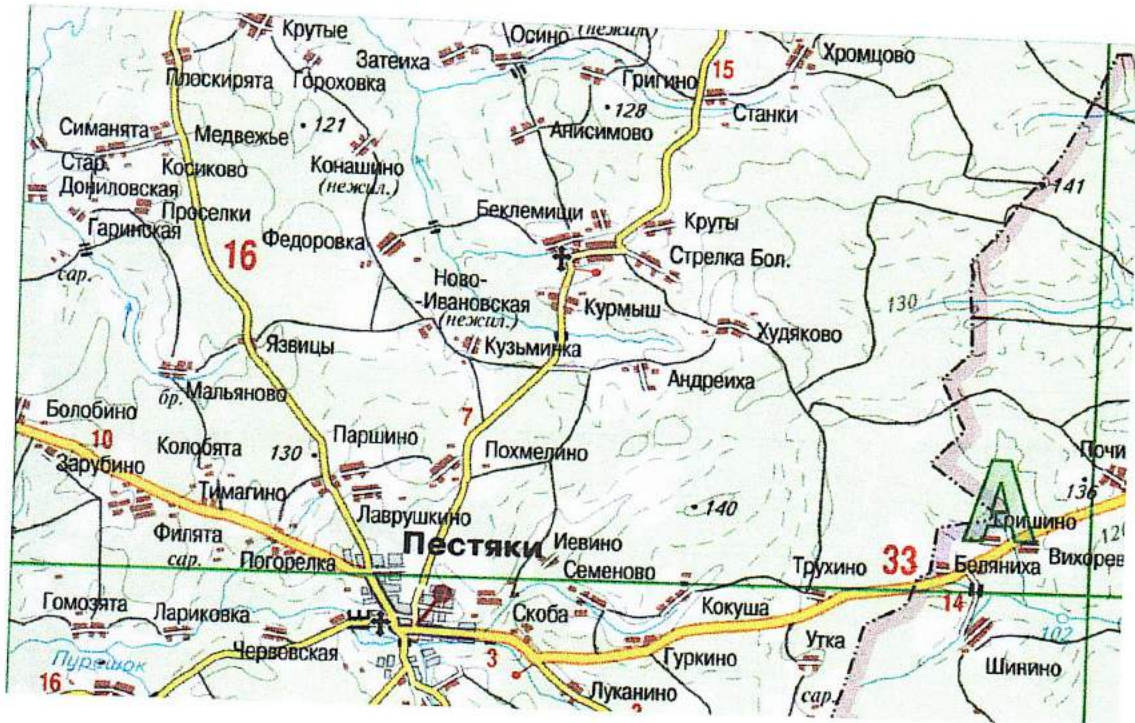 Крутые
Осино (нежил.)
Затеиха
Хромцово
Плоскирята
Гороховка
Григино
15
128
Станки
Симанята
Медвежье
121
Анисимово
Стар.
Косиково
Конашино
(нежил.)
141
Дониловская
Проселки
Беклемищи
Круты
Гаринская
Федоровка
16
Стрелка Бол.
сар.
Ново-
-Ивановская
(нежил.)
Курмыш
130
Язвицы
Кузьминка
Худяково
бр.
Мальяново
Андреиха
Болобино
7
10
Колобята
130
Паршино
Похмелино
Почи
Зарубино
136
А
Тимагино
140
Лаврушкино
Гришино
Филята
Пестяки
Иевино
33
сар.
Погорелка
Семеново
Трухино
Беляниха
Вихорев
Гомозята
Лариковка
Скоба
Кокуша
14
102
Пурешок
Червовская
3
Гуркино
Утка
Шинино
16
Луканино
сар.